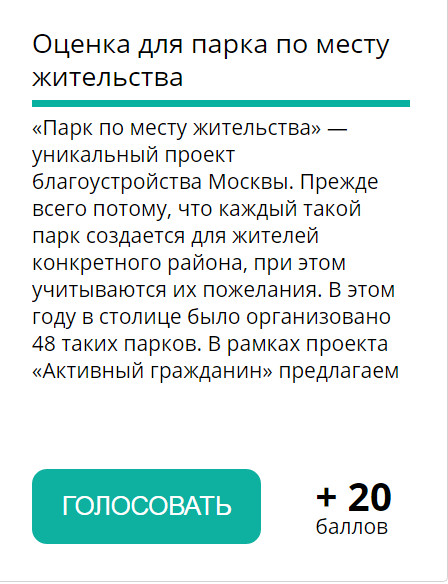 Оценка для парка по месту
жительства
«Парк по месту жительства» —
уникальный проект
благоустройства Москвы. Прежде
всего потому, что каждый такой
парк создается для жителей
конкретного района, при этом
учитываются их пожелания. В этом
году в столице было организовано
48 таких парков. В рамках проекта
«Активный гражданин» предлагаем
ГОЛОСОВАТЬ
+ 20
баллов